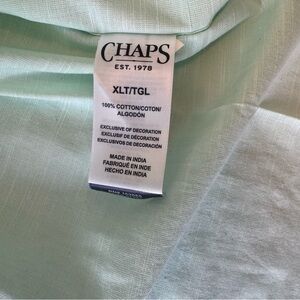 CHAPS
EST. 1978
XLT/TGL
100% COTTON/COTON/
ALGODÓN
EXCLUSIVE OF DECORATION
EXCLUSIF DE DÉCORATION
EXCLUSIVOS DE DECORACIÓN
MADE IN INDIA
FABRIQUÉ EN INDE
HECHO EN INDIA